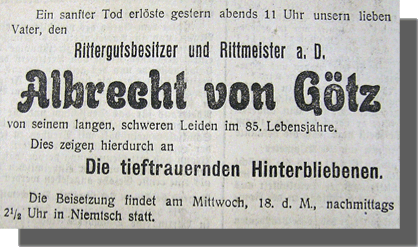 Ein sanfter Tod erlöste gestern abends 11 Uhr unsern lieben
Vater, den
Rittergutsbesitzer und Rittmeister a. D.
Albrecht von Götz
von seinem langen, schweren Leiden im 85. Lebensjahre.
Dies zeigen hierdurch an
Die tieftrauernden Hinterbliebenen.
Die Beisetzung findet am Mittwoch, 18. d. M., nachmittags
2½ Uhr in Niemtsch statt.